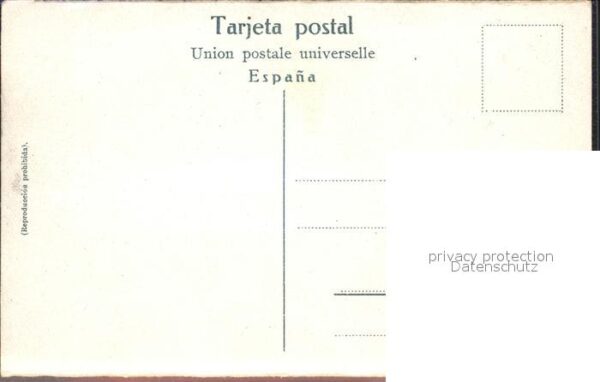 Tarjeta postal
Union postale universelle
España
(Reproducción prohibida).
privacy protection
Datenschutz